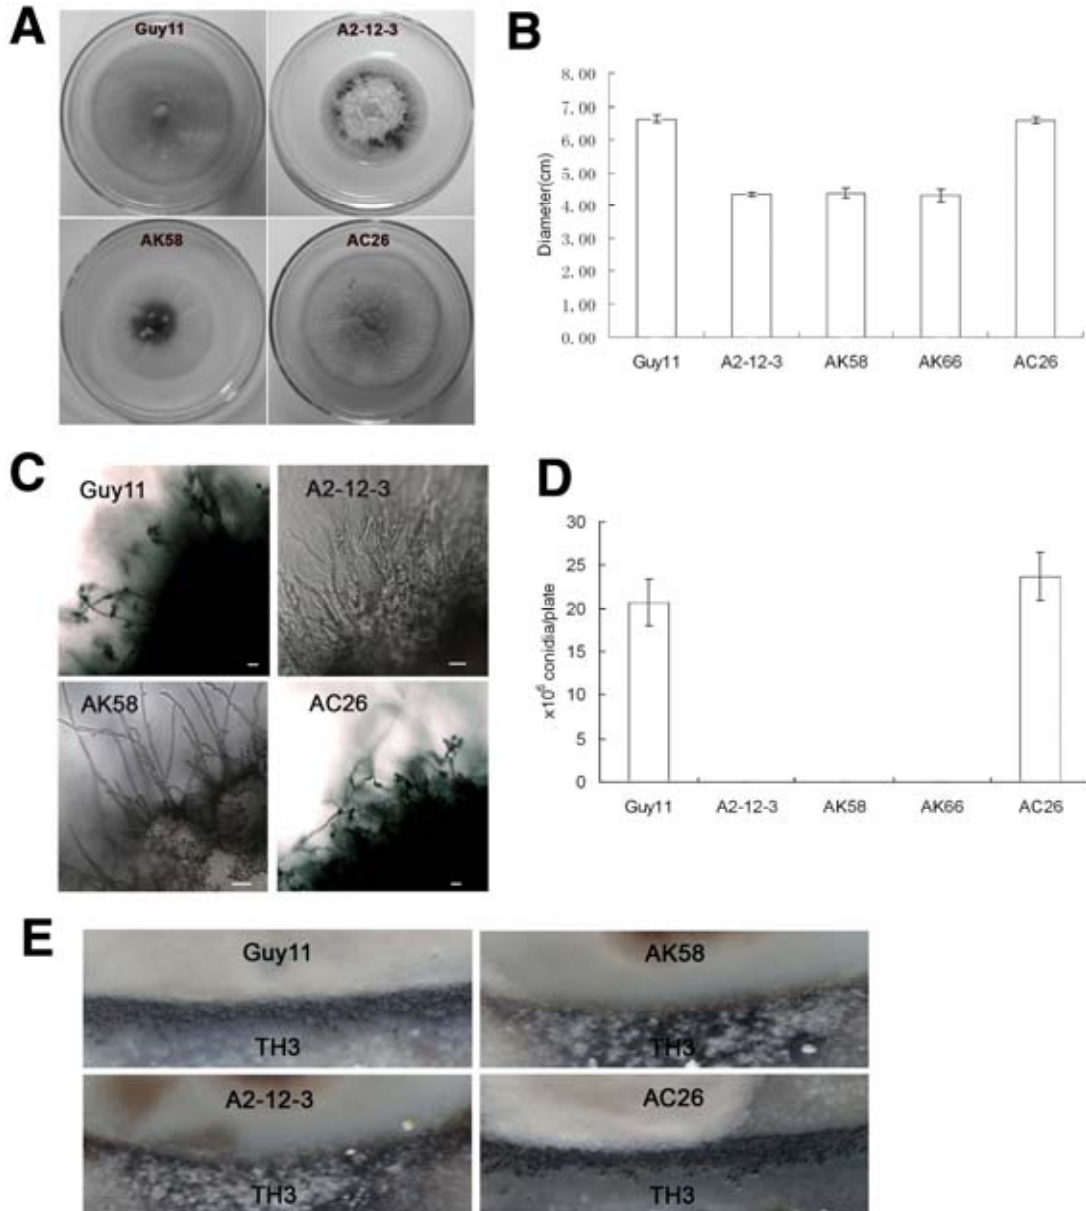 A
Guy11
A2-12-3
AK58
AC26
B
8.00
7.00
6.00
5.00
4.00
3.00
2.00
1.00
0.00
Diameter(cm)
Guy11 A2-12-3 AK58 AK66 AC26
C
Guy11
A2-12-3
AK58
AC26
D
30
25
20
15
10
5
0
x10⁶ conidia/plate
Guy11 A2-12-3 AK58 AK66 AC26
E
Guy11
TH3
AK58
TH3
A2-12-3
TH3
AC26
TH3